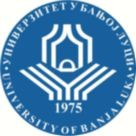 УНИВЕРЗИТЕТ У БАЊОЈ ЛУЦИ
1975
UNIVERSITY OF BANJA LUKA